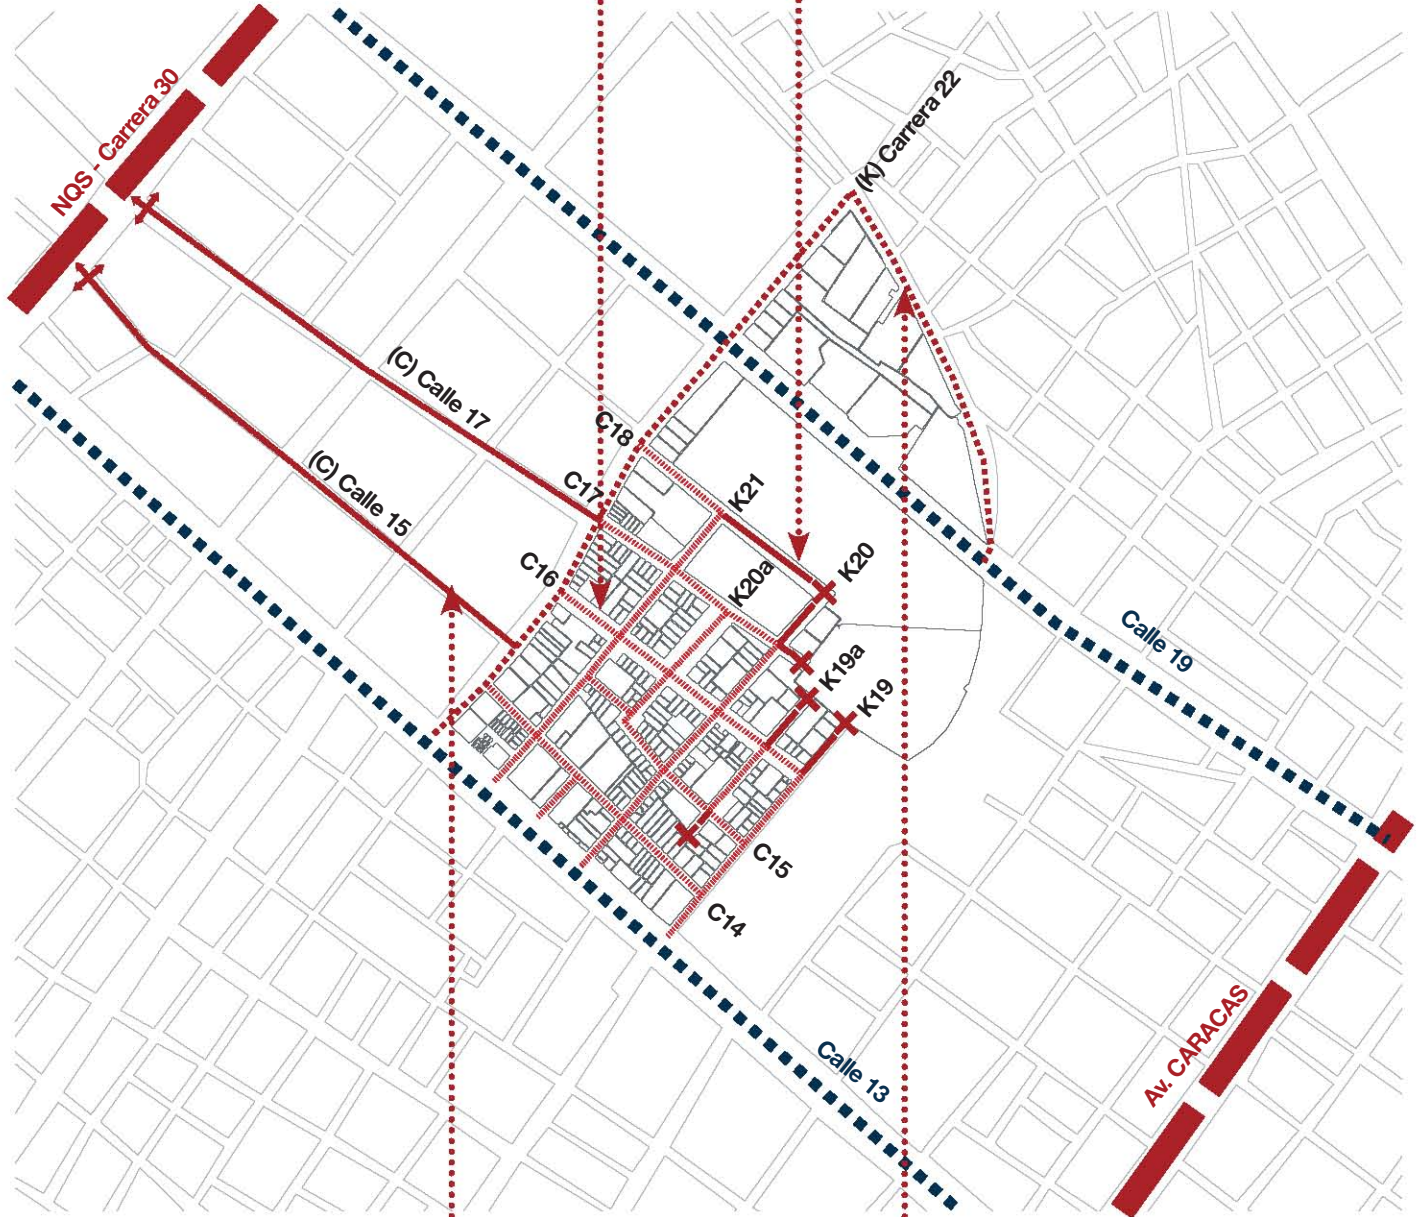 NQS - Carrera 30
(K) Carrera 22
(C) Calle 17
(C) Calle 15
C18
C17
C16
K21
K20
K20a
K19a
K19
Calle 19
C15
C14
Calle 13
Av. CARACAS